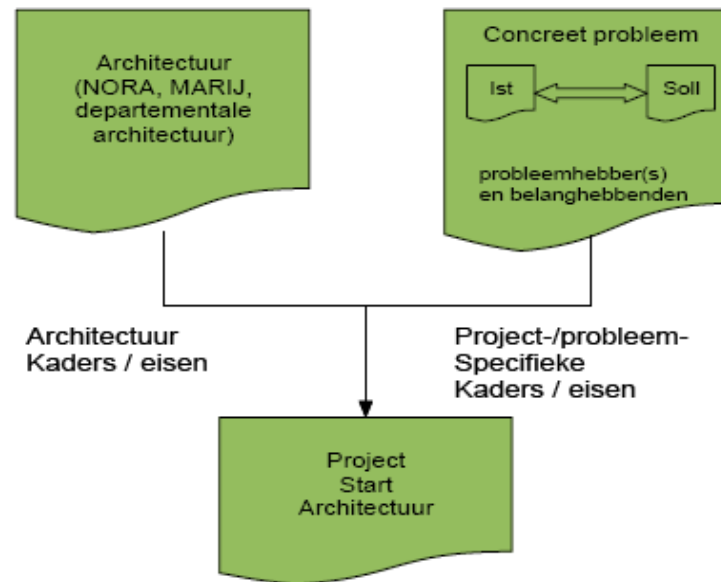 Architectuur
(NORA, MARIJ,
departementale
architectuur)
Concreet probleem
Ist
Soll
probleemhebber(s)
en belanghebbenden
Architectuur
Kaders / eisen
Project-/probleem-
Specifieke
Kaders / eisen
Project
Start
Architectuur